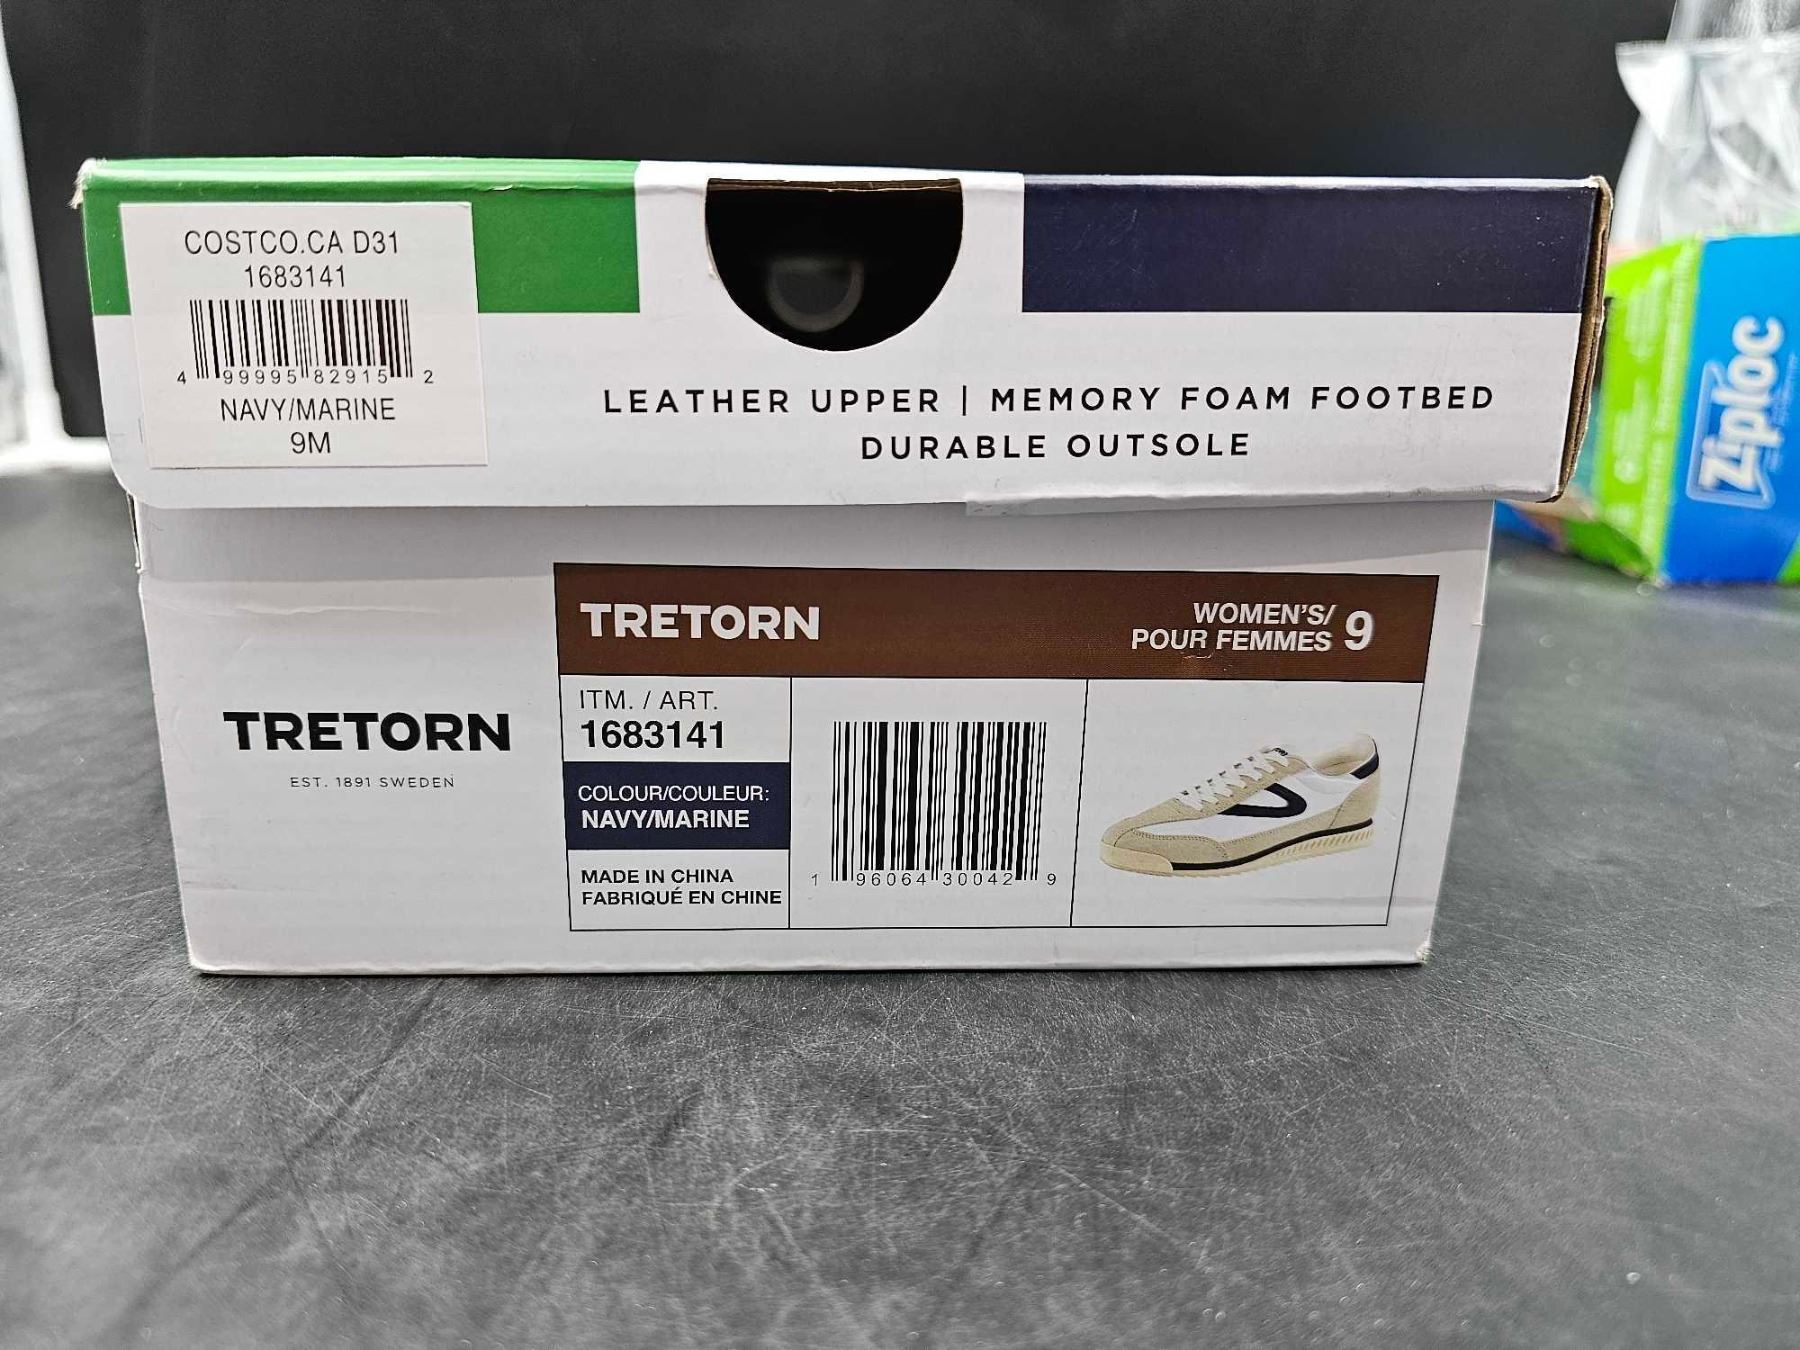 COSTCO.CA D31
1683141
4 99995 82915 2
NAVY/MARINE
9M
LEATHER UPPER | MEMORY FOAM FOOTBED
DURABLE OUTSOLE
TRETORN
EST. 1891 SWEDEN
TRETORN
WOMEN'S/
POUR FEMMES 9
ITM. / ART.
1683141
COLOUR/COULEUR:
NAVY/MARINE
MADE IN CHINA
FABRIQUÉ EN CHINE
1 96064 30042 9
Ziploc